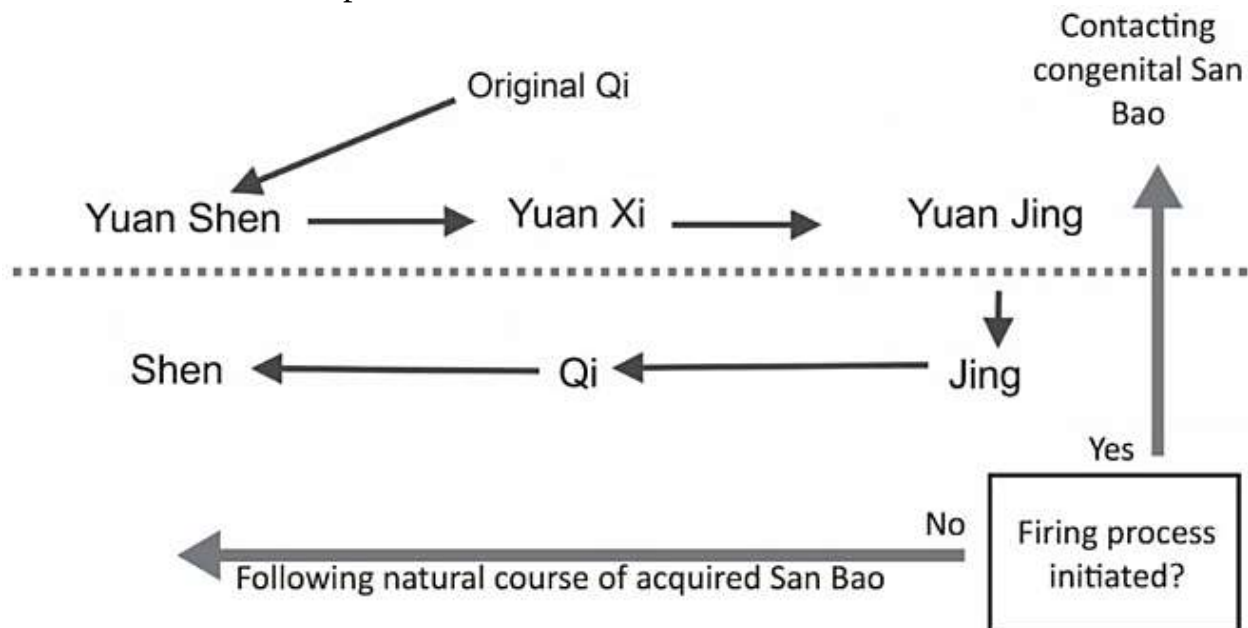 Contacting
congenital San
Bao
Original Qi
Yuan Shen
Yuan Xi
Yuan Jing
Shen
Qi
Jing
Yes
No
Firing process
initiated?
Following natural course of acquired San Bao